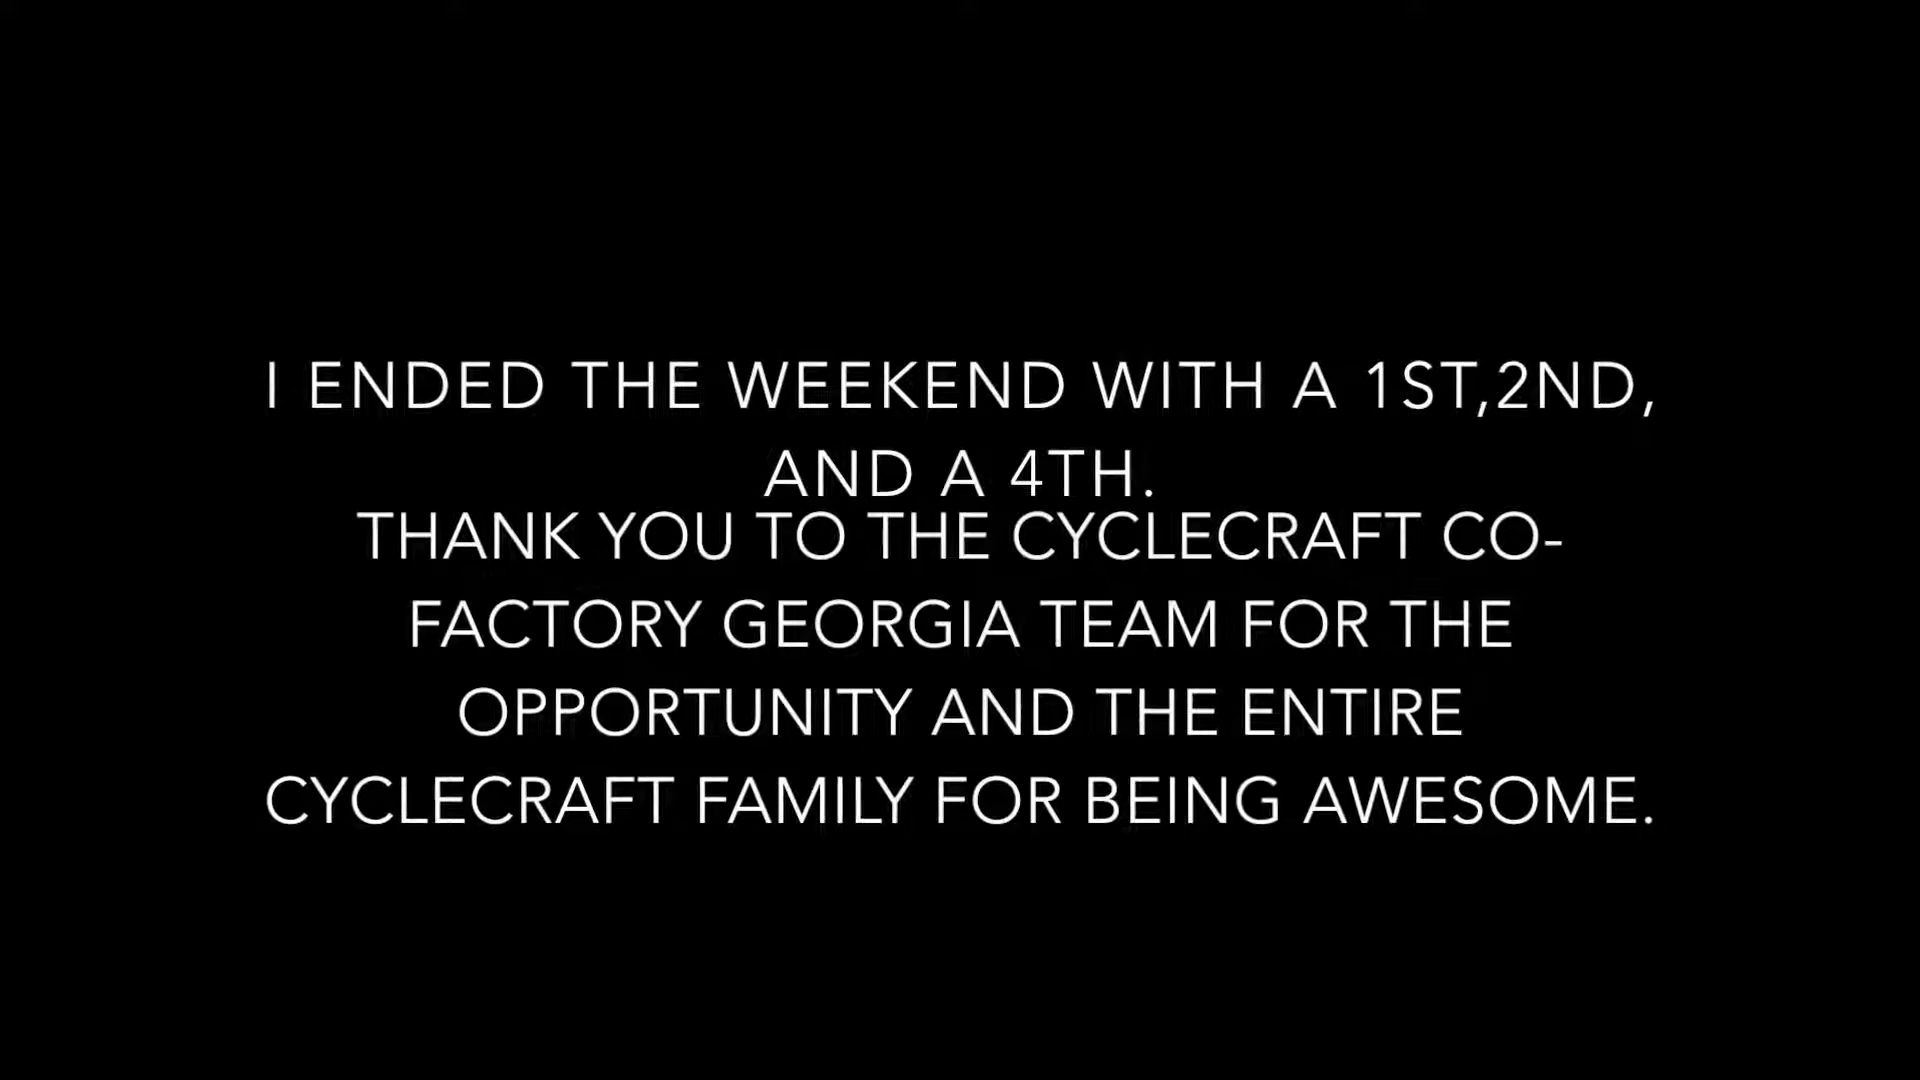 I ENDED THE WEEKEND WITH A 1ST,2ND,
AND A 4TH.
THANK YOU TO THE CYCLECRAFT CO-
FACTORY GEORGIA TEAM FOR THE
OPPORTUNITY AND THE ENTIRE
CYCLECRAFT FAMILY FOR BEING AWESOME.